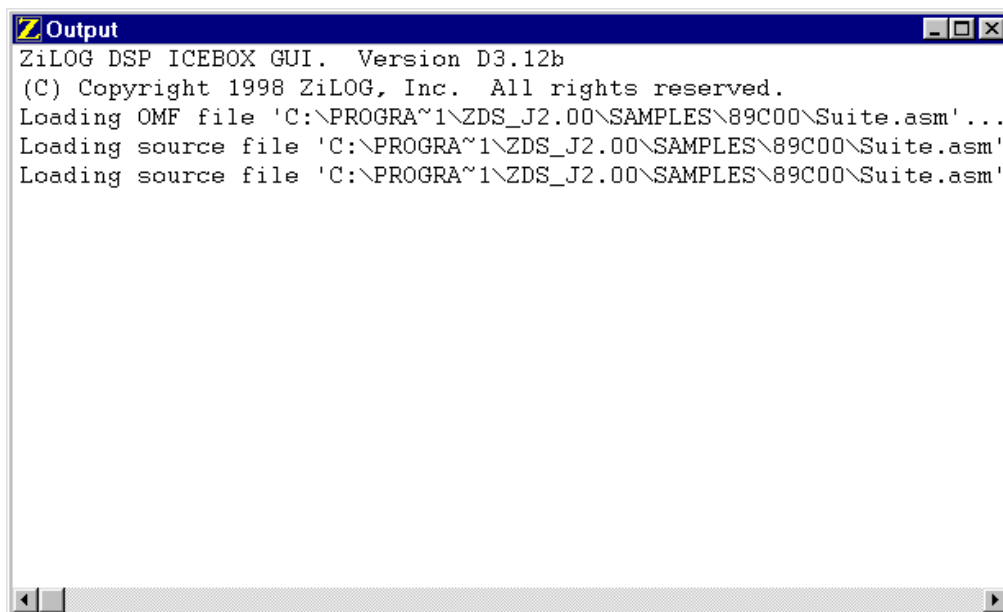 Output
ZiLOG DSP ICEBOX GUI.  Version D3.12b
(C) Copyright 1998 ZiLOG, Inc.  All rights reserved.
Loading OMF file 'C:\PROGRA~1\ZDS_J2.00\SAMPLES\89C00\Suite.asm'...
Loading source file 'C:\PROGRA~1\ZDS_J2.00\SAMPLES\89C00\Suite.asm'
Loading source file 'C:\PROGRA~1\ZDS_J2.00\SAMPLES\89C00\Suite.asm'